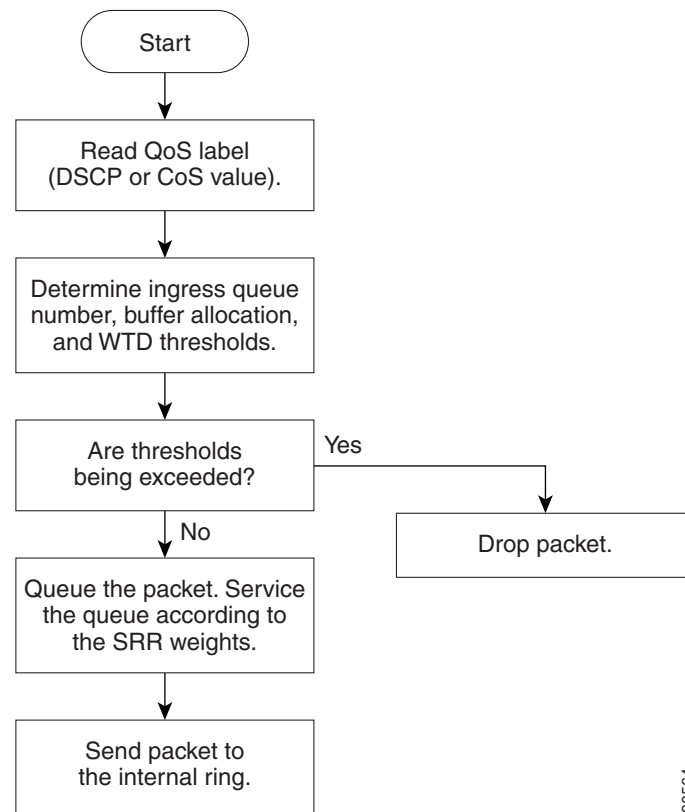 Start
Read QoS label
(DSCP or CoS value).
Determine ingress queue
number, buffer allocation,
and WTD thresholds.
Are thresholds
being exceeded?
Yes
Drop packet.
No
Queue the packet. Service
the queue according to
the SRR weights.
Send packet to
the internal ring.